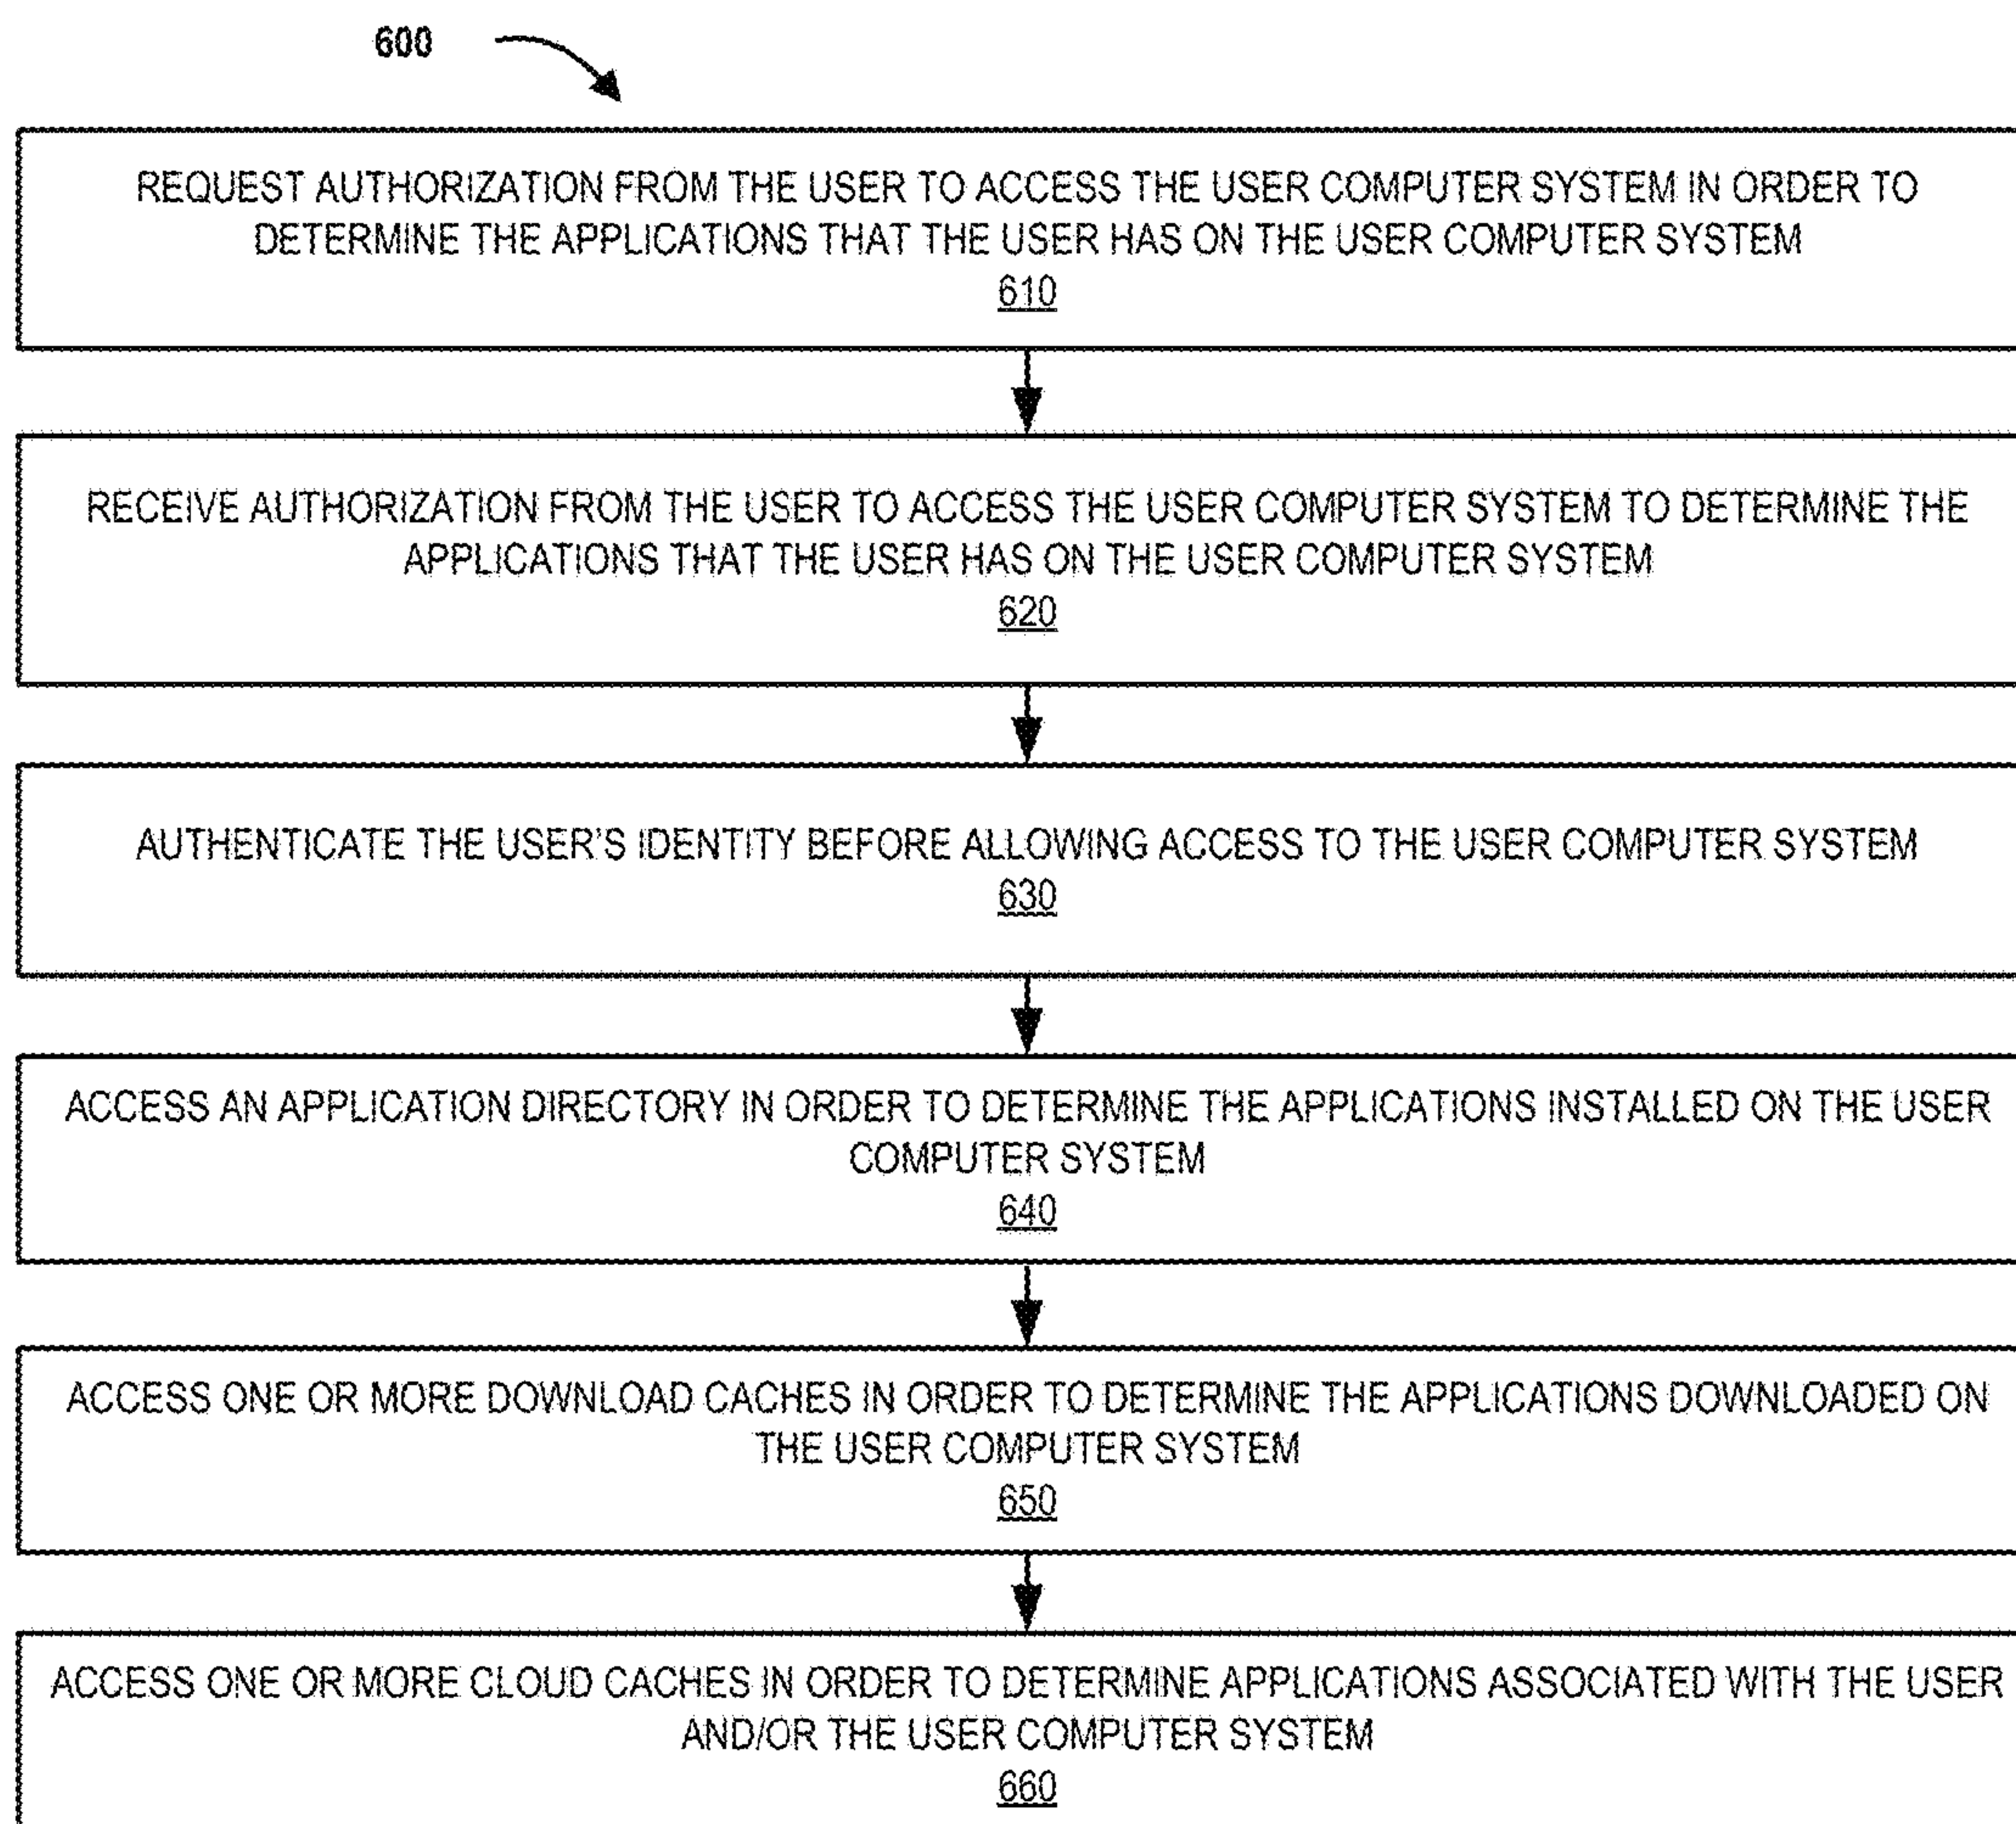 600
REQUEST AUTHORIZATION FROM THE USER TO ACCESS THE USER COMPUTER SYSTEM IN ORDER TO
DETERMINE THE APPLICATIONS THAT THE USER HAS ON THE USER COMPUTER SYSTEM
610
RECEIVE AUTHORIZATION FROM THE USER TO ACCESS THE USER COMPUTER SYSTEM TO DETERMINE THE
APPLICATIONS THAT THE USER HAS ON THE USER COMPUTER SYSTEM
620
AUTHENTICATE THE USER'S IDENTITY BEFORE ALLOWING ACCESS TO THE USER COMPUTER SYSTEM
630
ACCESS AN APPLICATION DIRECTORY IN ORDER TO DETERMINE THE APPLICATIONS INSTALLED ON THE USER
COMPUTER SYSTEM
640
ACCESS ONE OR MORE DOWNLOAD CACHES IN ORDER TO DETERMINE THE APPLICATIONS DOWNLOADED ON
THE USER COMPUTER SYSTEM
650
ACCESS ONE OR MORE CLOUD CACHES IN ORDER TO DETERMINE APPLICATIONS ASSOCIATED WITH THE USER
AND/OR THE USER COMPUTER SYSTEM
660